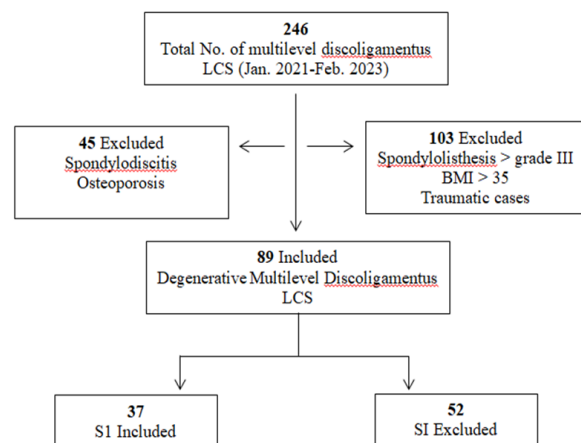 246
Total No. of multilevel discoligamentus
LCS (Jan. 2021-Feb. 2023)
45 Excluded
Spondylodiscitis
Osteoporosis
103 Excluded
Spondylolisthesis > grade III
BMI > 35
Traumatic cases
89 Included
Degenerative Multilevel Discoligamentus
LCS
37
S1 Included
52
SI Excluded